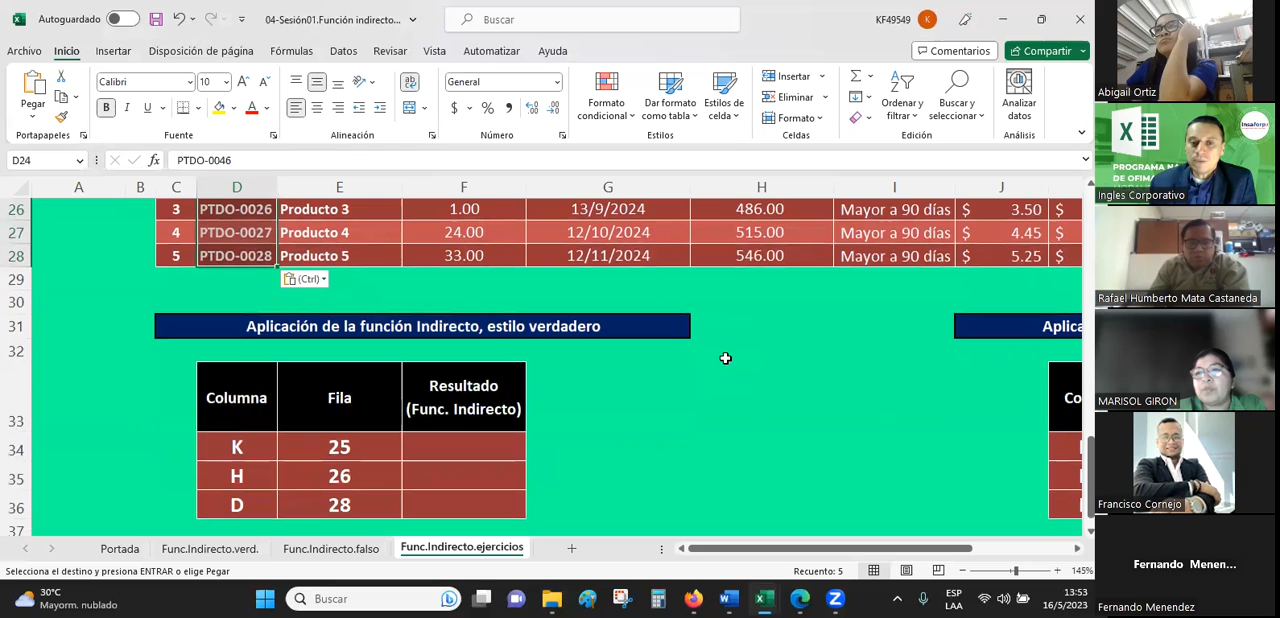 Autoguardado
04-Sesión01.Función indirecto...
Buscar
KF49549
K
Archivo Inicio Insertar Disposición de página Fórmulas Datos Revisar Vista Automatizar Ayuda
Comentarios
Compartir
Pegar
Calibri 10
General
Formato condicional
Dar formato como tabla
Estilos de celda
Insertar
Eliminar
Formato
Ordenar y filtrar
Buscar y seleccionar
Analizar datos
Portapapeles Fuente Alineación Número Estilos Celdas Edición Análisis
D24 fx PTDO-0046
A B C D E F G H I J
26 3 PTDO-0026 Producto 3 1.00 13/9/2024 486.00 Mayor a 90 días $ 3.50 $
27 4 PTDO-0027 Producto 4 24.00 12/10/2024 515.00 Mayor a 90 días $ 4.45 $
28 5 PTDO-0028 Producto 5 33.00 12/11/2024 546.00 Mayor a 90 días $ 5.25 $
29
(Ctrl)
30
31 Aplicación de la función Indirecto, estilo verdadero Aplica
32
33 Columna Fila Resultado (Func. Indirecto) Co
34 K 25
35 H 26
36 D 28
37
Portada Func.Indirecto.verd. Func.Indirecto.falso Func.Indirecto.ejercicios
Selecciona el destino y presiona ENTRAR o elige Pegar
Recuento: 5
145%
30°C
Mayorm. nublado
Buscar
ESP
LAA
13:53
16/5/2023
Abigail Ortiz
PROGRAMA NA
DE OFIMA
Insaforp
Ingles Corporativo
Rafael Humberto Mata Castaneda
MARISOL GIRON
Francisco Cornejo
Fernando Menen...
Fernando Menendez